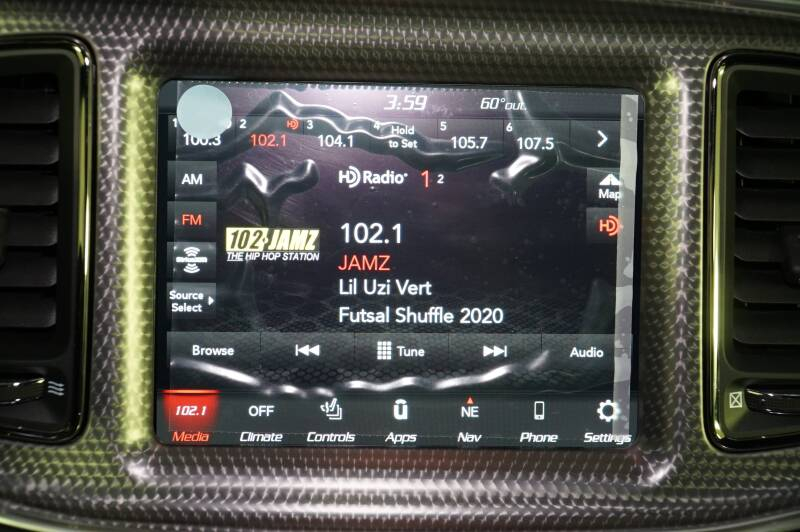 3:59 60°out.
1 2 HD 3 4 5 6
100.3 102.1 104.1 Hold to Set 105.7 107.5
AM
HD Radio 1 2
Map
FM
HD
102 JAMZ
THE HIP HOP STATION
102.1
JAMZ
Lil Uzi Vert
Futsal Shuffle 2020
Source
Select
Browse Tune Audio
102.1 OFF ū NE
Media Climate Controls Apps Nav Phone Settings